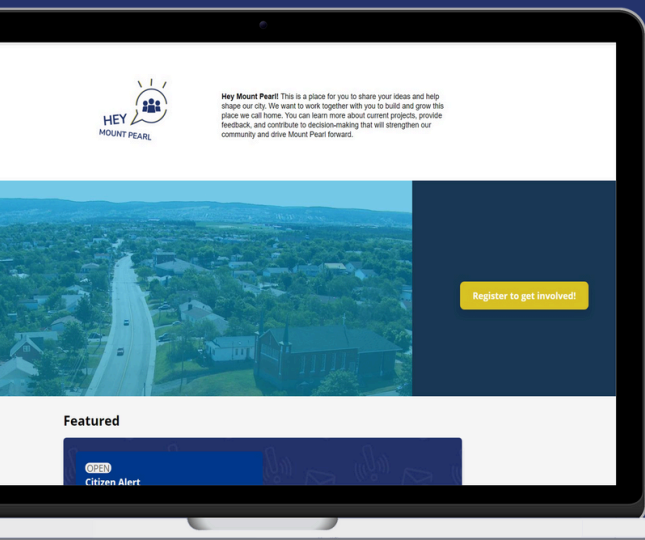 HEY
MOUNT PEARL
Hey Mount Pearl! This is a place for you to share your ideas and help
shape our city. We want to work together with you to build and grow this
place we call home. You can learn more about current projects, provide
feedback, and contribute to decision-making that will strengthen our
community and drive Mount Pearl forward.
Register to get involved!
Featured
OPEN
Citizen Alert